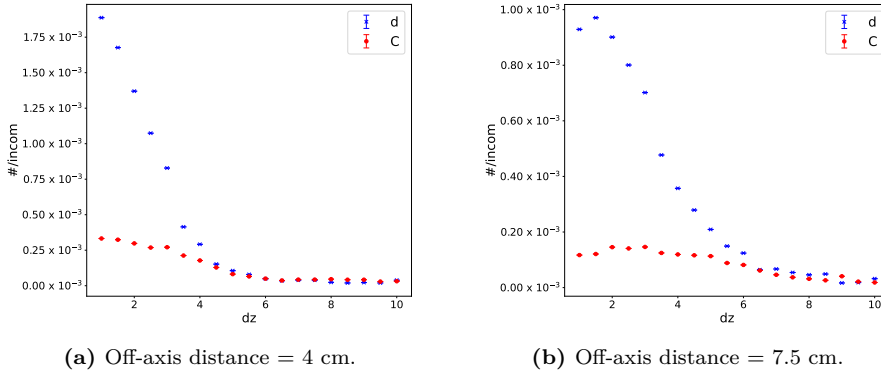 #/incom
1.75 x 10⁻³
1.50 x 10⁻³
1.25 x 10⁻³
1.00 x 10⁻³
0.75 x 10⁻³
0.50 x 10⁻³
0.25 x 10⁻³
0.00 x 10⁻³
d
C
2 4 6 8 10
dz
(a) Off-axis distance = 4 cm.
#/incom
1.00 x 10⁻³
0.80 x 10⁻³
0.60 x 10⁻³
0.40 x 10⁻³
0.20 x 10⁻³
0.00 x 10⁻³
d
C
2 4 6 8 10
dz
(b) Off-axis distance = 7.5 cm.